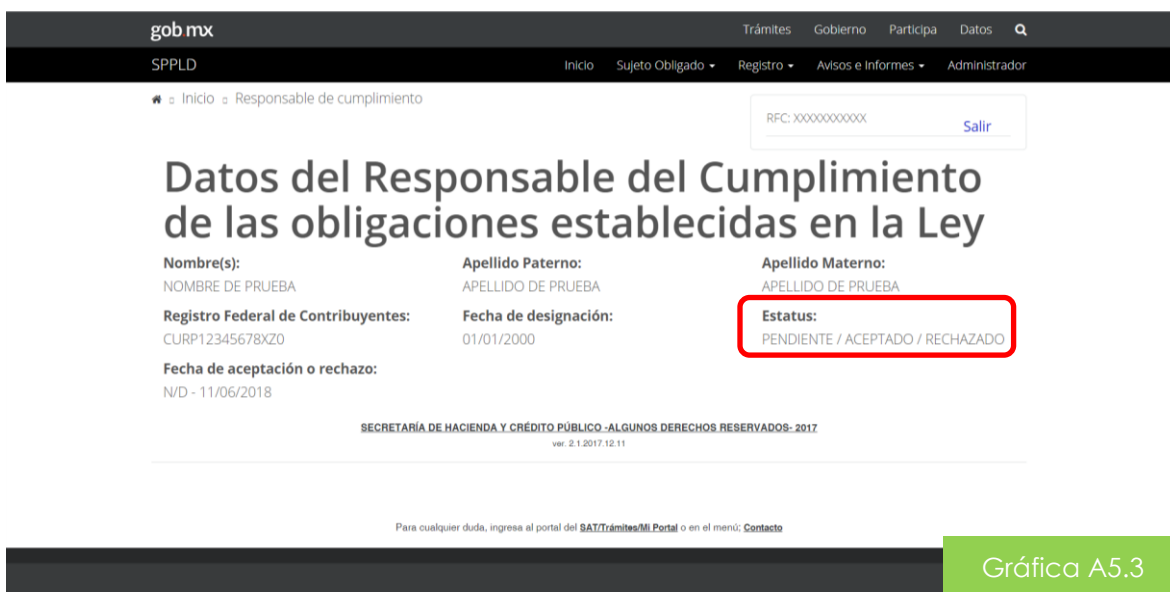 gob.mx
Trámites Gobierno Participa Datos
SPPLD
Inicio Sujeto Obligado Registro Avisos e Informes Administrador
Inicio Responsable de cumplimiento
RFC: XXXXXXXXXXX
Salir
Datos del Responsable del Cumplimiento
de las obligaciones establecidas en la Ley
Nombre(s): Apellido Paterno: Apellido Materno:
NOMBRE DE PRUEBA APELLIDO DE PRUEBA APELLIDO DE PRUEBA
Registro Federal de Contribuyentes: Fecha de designación: Estatus:
CURP12345678XZ0 01/01/2000 PENDIENTE / ACEPTADO / RECHAZADO
Fecha de aceptación o rechazo:
N/D - 11/06/2018
SECRETARÍA DE HACIENDA Y CRÉDITO PÚBLICO -ALGUNOS DERECHOS RESERVADOS- 2017
ver. 2.1.2017.12.11
Para cualquier duda, ingresa al portal del SAT/Trámites/Mi Portal o en el menú; Contacto
Gráfica A5.3